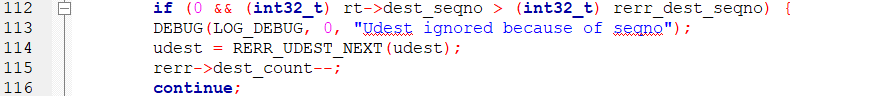 112 if (0 && (int32_t) rt->dest_seqno > (int32_t) rerr_dest_seqno) {
113 DEBUG(LOG_DEBUG, 0, "Udest ignored because of seqno");
114 udest = RERR_UDEST_NEXT(udest);
115 rerr->dest_count--;
116 continue;